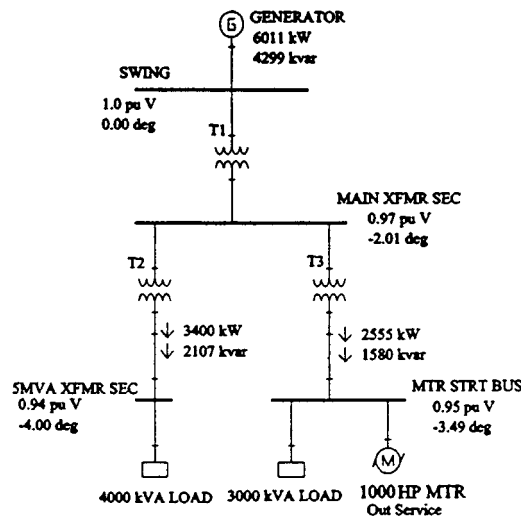 GENERATOR
G
6011 kW
4299 kvar
SWING
1.0 pu V
0.00 deg
T1
MAIN XFMR SEC
0.97 pu V
-2.01 deg
T2
T3
3400 kW
2107 kvar
2555 kW
1580 kvar
5MVA XFMR SEC
0.94 pu V
-4.00 deg
MTR STRT BUS
0.95 pu V
-3.49 deg
M
4000 kVA LOAD
3000 kVA LOAD
1000 HP MTR
Out Service